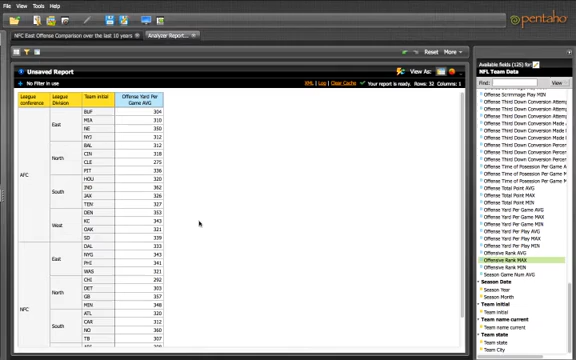 File View Tools Help
pentaho
NFC East Offense Comparison over the last 10 years
Analyzer Report...
Reset More
Unsaved Report
View As:
No Filter in use
XML | Log | Clear Cache Your report is ready. Rows: 32 Columns: 1
League conference League Division Team initial Offense Yard Per Game AVG
AFC East BUF 304
MIA 310
NE 350
NYJ 312
North BAL 312
CIN 318
CLE 275
PIT 336
South HOU 320
IND 362
JAX 326
TEN 327
West DEN 353
KC 343
OAK 321
SD 339
NFC East DAL 333
NYG 343
PHI 341
WAS 321
North CHI 292
DET 303
GB 357
MIN 348
South ATL 320
CAR 312
NO 360
TB 307
Available fields (125) for:
NFL Team Data
Find: View
Offense Scrimmage Play MIN
Offense Third Down Conversion Attemp
Offense Third Down Conversion Attemp
Offense Third Down Conversion Attemp
Offense Third Down Conversion Made
Offense Third Down Conversion Made
Offense Third Down Conversion Made
Offense Third Down Conversion Percen
Offense Third Down Conversion Percen
Offense Third Down Conversion Percen
Offense Time of Possession Per Game A
Offense Time of Possession Per Game M
Offense Time of Possession Per Game M
Offense Total Point AVG
Offense Total Point MAX
Offense Total Point MIN
Offense Yard Per Game AVG
Offense Yard Per Game MAX
Offense Yard Per Game MIN
Offense Yard Per Play AVG
Offense Yard Per Play MAX
Offense Yard Per Play MIN
Offensive Rank AVG
Offensive Rank MAX
Offensive Rank MIN
Season Game Num AVG
Season Date
Season Year
Season Month
Team initial
Team initial
Team name current
Team name current
Team state
Team state
Team City